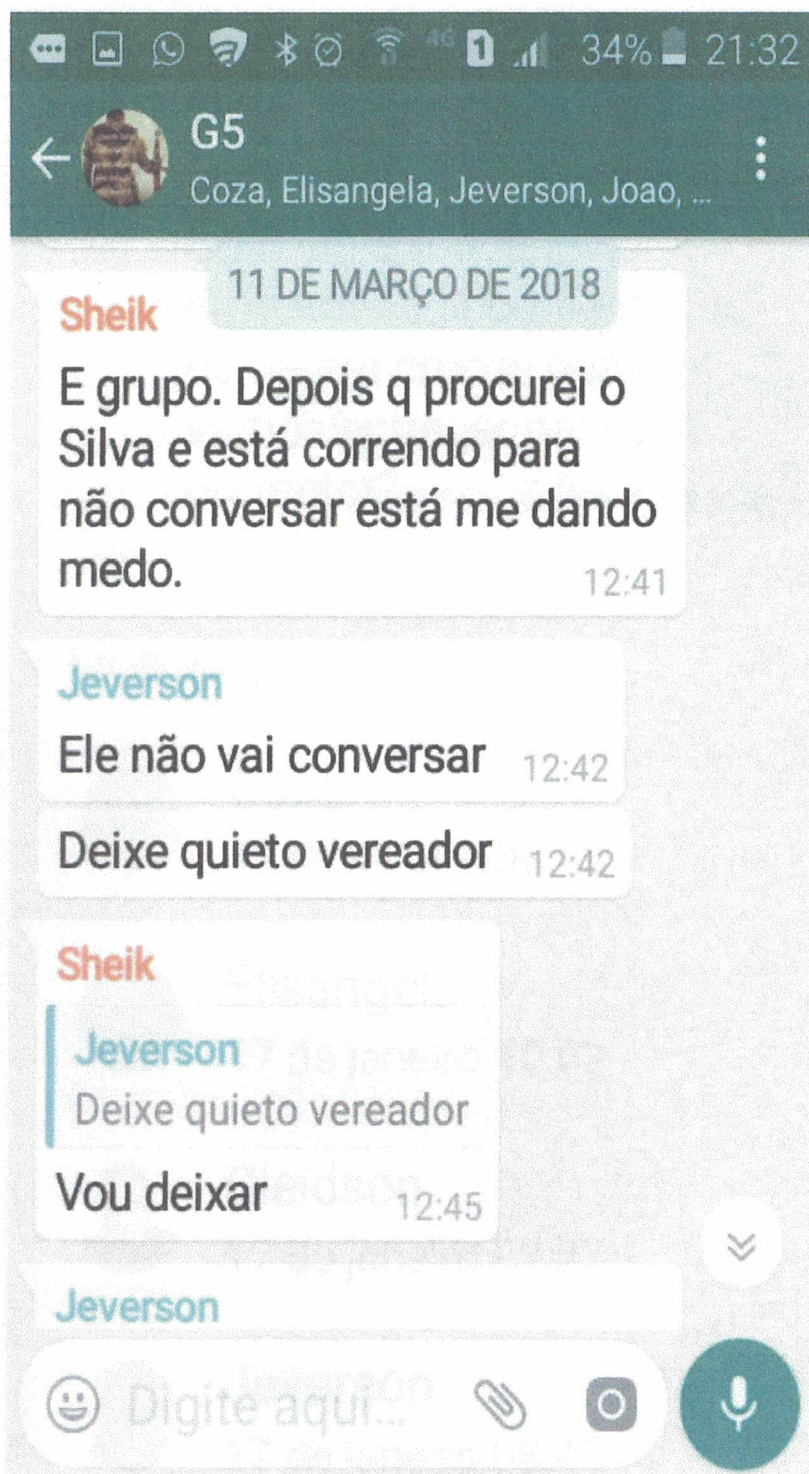 34% 21:32
G5
Coza, Elisangela, Jeverson, Joao, ...
11 DE MARÇO DE 2018
Sheik
E grupo. Depois q procurei o
Silva e está correndo para
não conversar está me dando
medo. 12:41
Jeverson
Ele não vai conversar 12:42
Deixe quieto vereador 12:42
Sheik
Jeverson
Deixe quieto vereador
Vou deixar 12:45
Jeverson
Digite aqui...